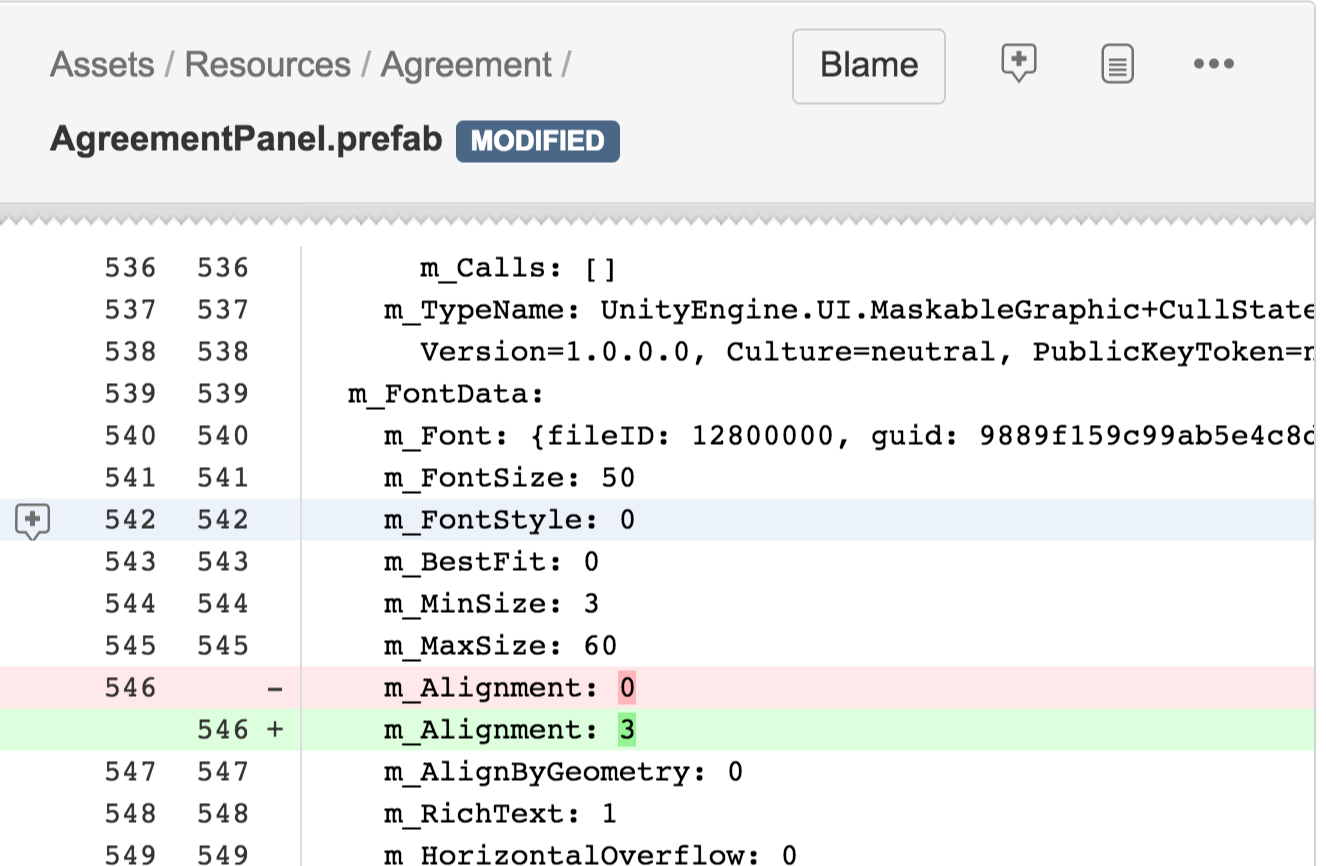 Assets / Resources / Agreement /
Blame
AgreementPanel.prefab MODIFIED
536 536 m_Calls: []
537 537 m_TypeName: UnityEngine.UI.MaskableGraphic+CullState
538 538 Version=1.0.0.0, Culture=neutral, PublicKeyToken=n
539 539 m_FontData:
540 540 m_Font: {fileID: 12800000, guid: 9889f159c99ab5e4c8d
541 541 m_FontSize: 50
542 542 m_FontStyle: 0
543 543 m_BestFit: 0
544 544 m_MinSize: 3
545 545 m_MaxSize: 60
546 - m_Alignment: 0
546 + m_Alignment: 3
547 547 m_AlignByGeometry: 0
548 548 m_RichText: 1
549 549 m_HorizontalOverflow: 0